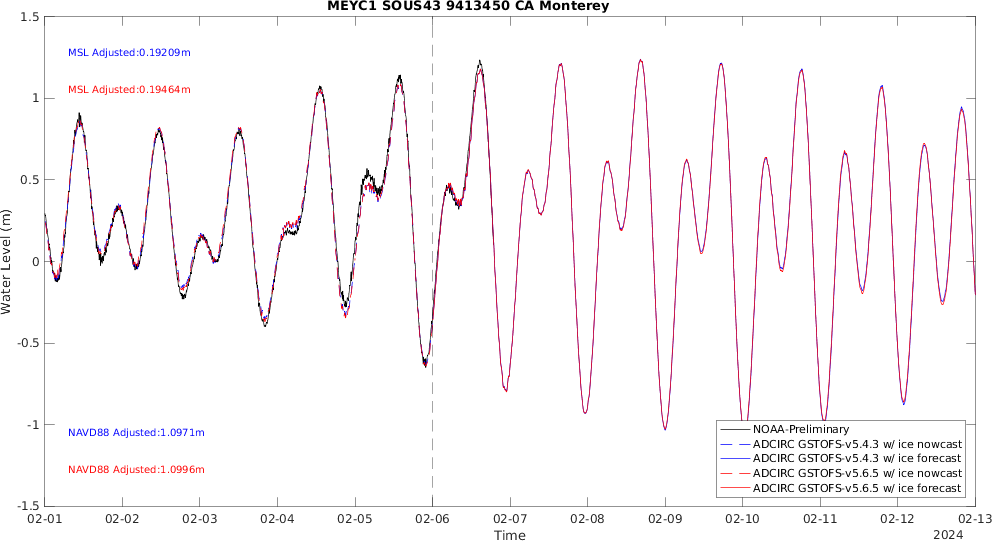 MEYC1 SOUS43 9413450 CA Monterey
1.5
MSL Adjusted:0.19209m
MSL Adjusted:0.19464m
1
0.5
Water Level (m)
0
-0.5
-1
NAVD88 Adjusted:1.0971m
NAVD88 Adjusted:1.0996m
-1.5
NOAA-Preliminary
ADCIRC GSTOFS-v5.4.3 w/ ice nowcast
ADCIRC GSTOFS-v5.4.3 w/ ice forecast
ADCIRC GSTOFS-v5.6.5 w/ ice nowcast
ADCIRC GSTOFS-v5.6.5 w/ ice forecast
02-01 02-02 02-03 02-04 02-05 02-06 02-07 02-08 02-09 02-10 02-11 02-12 02-13
Time
2024